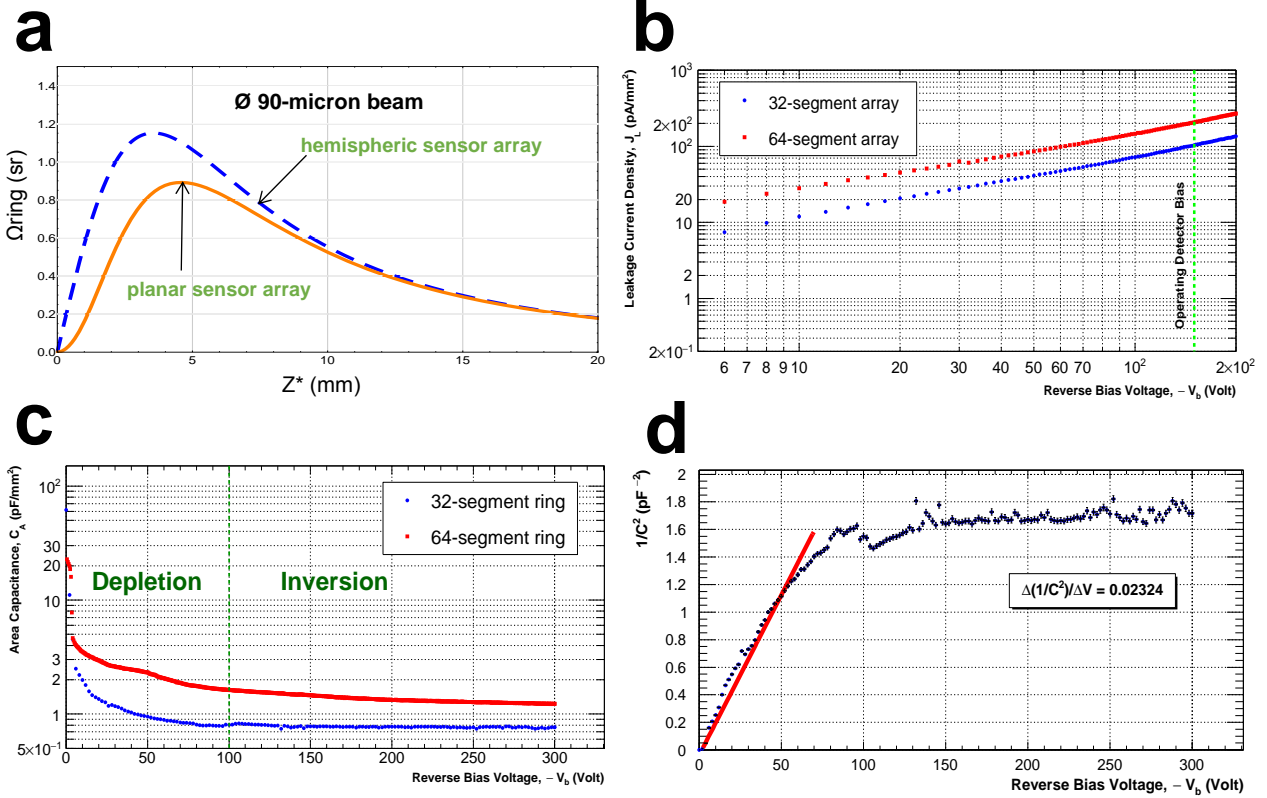 a
Ωring (sr)
1.4
1.2
1.0
0.8
0.6
0.4
0.2
0.0
Ø 90-micron beam
hemispheric sensor array
planar sensor array
0 5 10 15 20
Z* (mm)
b
Leakage Current Density, J_L (pA/mm²)
10³
2×10²
10²
20
10
2
1
2×10⁻¹
32-segment array
64-segment array
Operating Detector Bias
6 7 8 9 10 20 30 40 50 60 70 10² 2×10²
Reverse Bias Voltage, − V_b (Volt)
c
Area Capacitance, C_A (pF/mm²)
10²
30
20
10
3
2
1
5×10⁻¹
32-segment ring
64-segment ring
Depletion Inversion
0 50 100 150 200 250 300
Reverse Bias Voltage, − V_b (Volt)
d
1/C² (pF⁻²)
2
1.8
1.6
1.4
1.2
1
0.8
0.6
0.4
0.2
0
Δ(1/C²)/ΔV = 0.02324
0 50 100 150 200 250 300
Reverse Bias Voltage, − V_b (Volt)